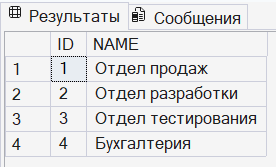 Результаты Сообщения
ID NAME
1 1 Отдел продаж
2 2 Отдел разработки
3 3 Отдел тестирования
4 4 Бухгалтерия